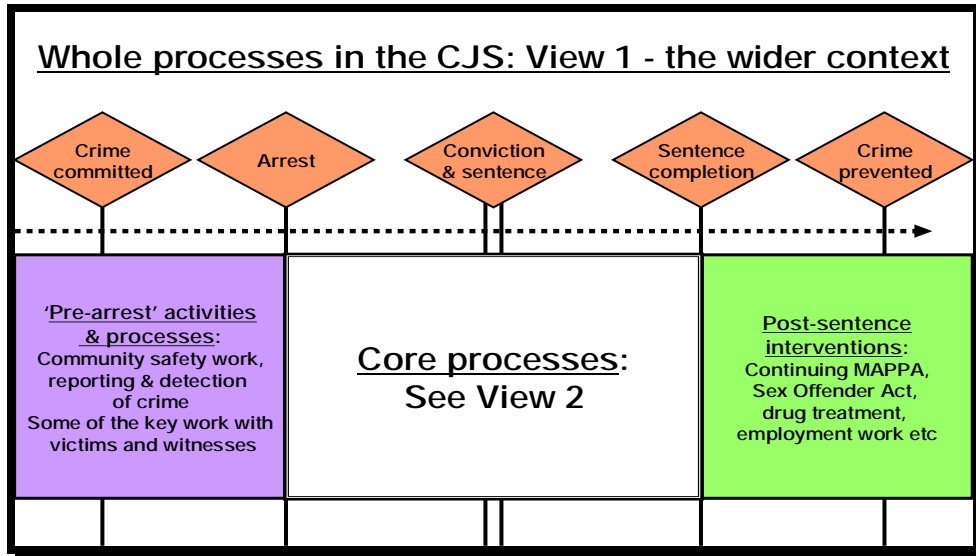 Whole processes in the CJS: View 1 - the wider context
Crime
committed
Arrest
Conviction
& sentence
Sentence
completion
Crime
prevented
‘Pre-arrest’ activities
& processes:
Community safety work,
reporting & detection
of crime
Some of the key work with
victims and witnesses
Core processes:
See View 2
Post-sentence
interventions:
Continuing MAPPA,
Sex Offender Act,
drug treatment,
employment work etc